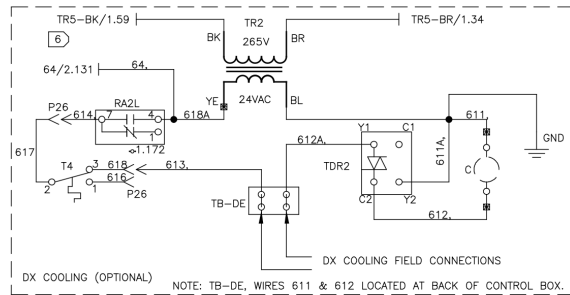 TR5-BK/1.59
TR2
TR5-BR/1.34
BK
BR
265V
6
64/2.131
64.
24VAC
YE
BL
P26
RA2L
614.
7
4
618A
1
1.172
611.
GND
611A.
612A.
Y1
C1
TDR2
C2
Y2
C
617
T4
3
618
613.
2
1
616
P26
TB-DE
612.
DX COOLING FIELD CONNECTIONS
DX COOLING (OPTIONAL)
NOTE: TB-DE, WIRES 611 & 612 LOCATED AT BACK OF CONTROL BOX.